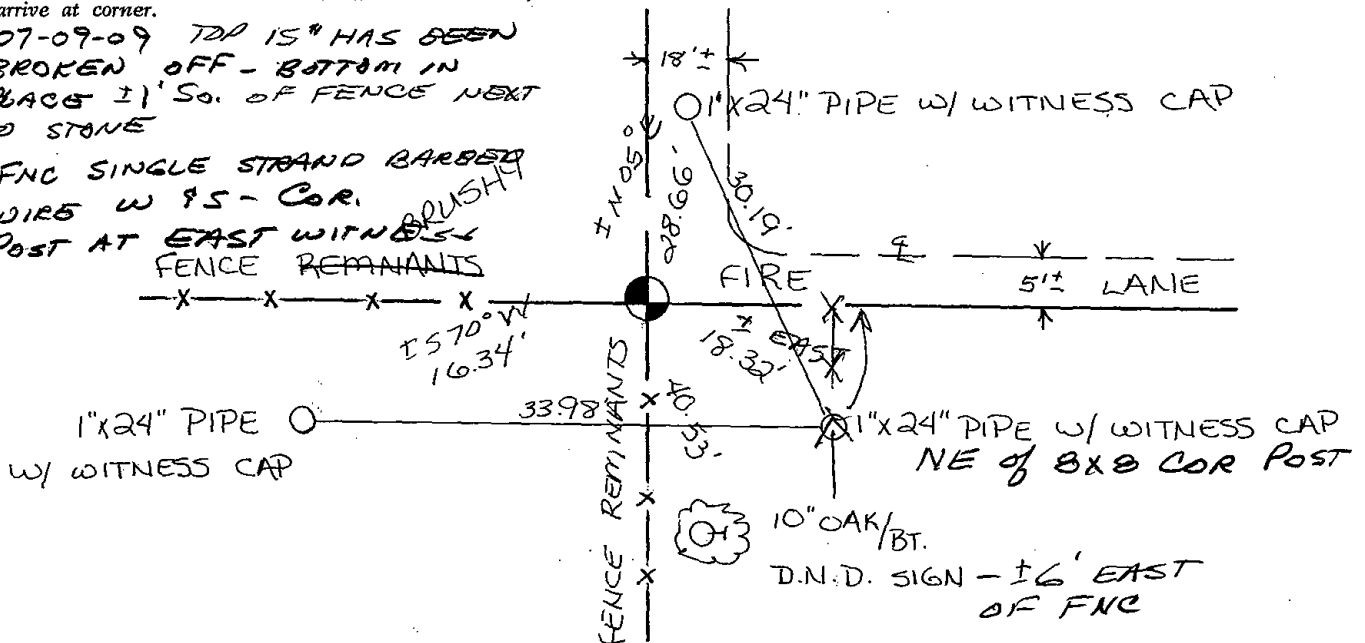 arrive at corner.
07-09-09 TOP 15" HAS BEEN
BROKEN OFF - BOTTOM IN
PLACE ±1' SO. OF FENCE NEXT
TO STONE
FNC SINGLE STRAND BARBED
WIRE W & S - COR.
POST AT EAST WITNESS
BRUSHY
FENCE REMNANTS
18'±
1"X24" PIPE W/ WITNESS CAP
± N 05°
28.66'
30.19'
℄
FIRE LANE
5'±
± S70°W
16.34'
± EAST
18.32'
FENCE REMINANTS
40.53'
33.98'
1"X24" PIPE
W/ WITNESS CAP
1"X24" PIPE W/ WITNESS CAP
NE of 8X8 COR POST
10" OAK/BT.
D.N.D. SIGN - ±6' EAST
OF FNC